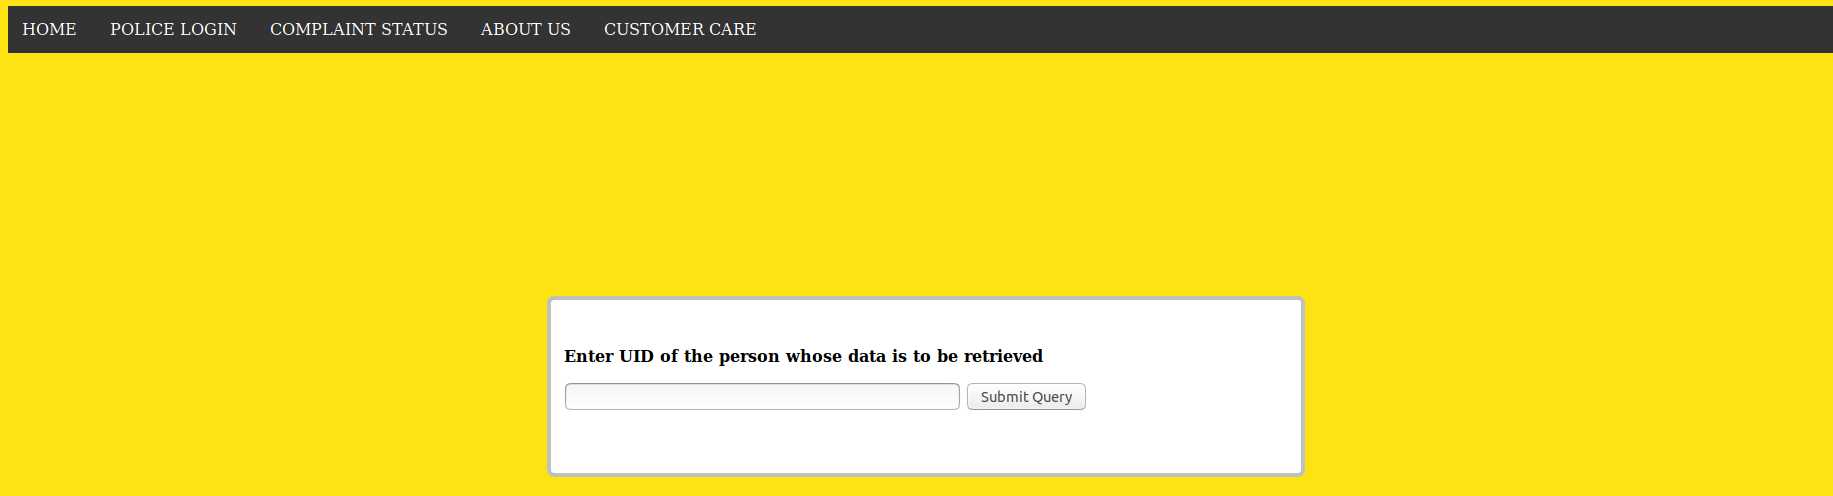 HOME POLICE LOGIN COMPLAINT STATUS ABOUT US CUSTOMER CARE
Enter UID of the person whose data is to be retrieved
Submit Query